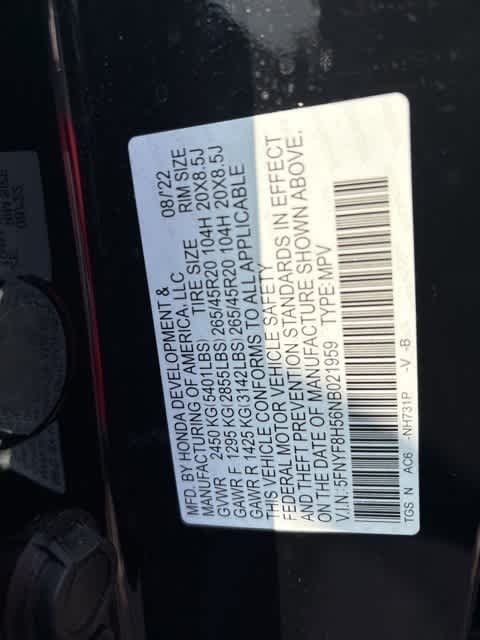 MFD. BY HONDA DEVELOPMENT &
MANUFACTURING OF AMERICA, LLC 08/'22
TIRE SIZE RIM SIZE
GVWR 2450 KG(5401LBS)
GAWR F 1295 KG(2855LBS) 265/45R20 104H 20X8.5J
GAWR R 1425 KG(3142LBS) 265/45R20 104H 20X8.5J
THIS VEHICLE CONFORMS TO ALL APPLICABLE
FEDERAL MOTOR VEHICLE SAFETY
AND THEFT PREVENTION STANDARDS IN EFFECT
ON THE DATE OF MANUFACTURE SHOWN ABOVE.
V.I.N: 5FNYF8H56NB021959 TYPE:MPV
TGS N AC6 -NH731P -V -B